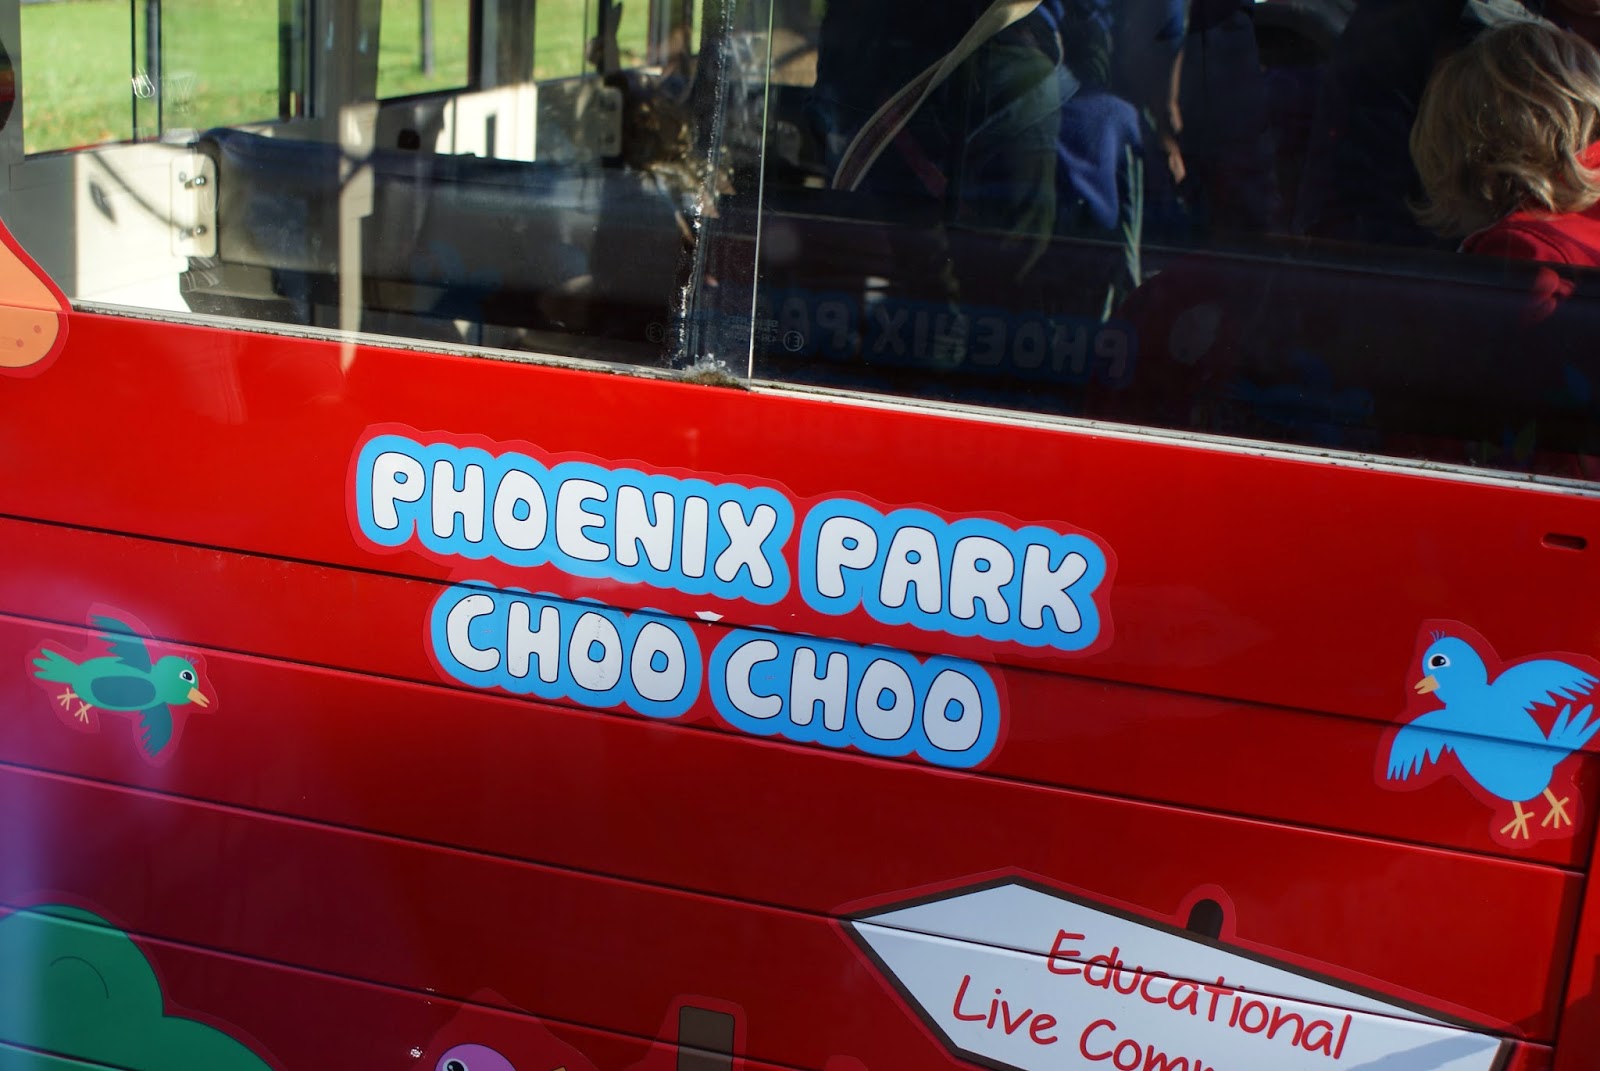 PHOENIX PARK
CHOO CHOO
Educational
Live